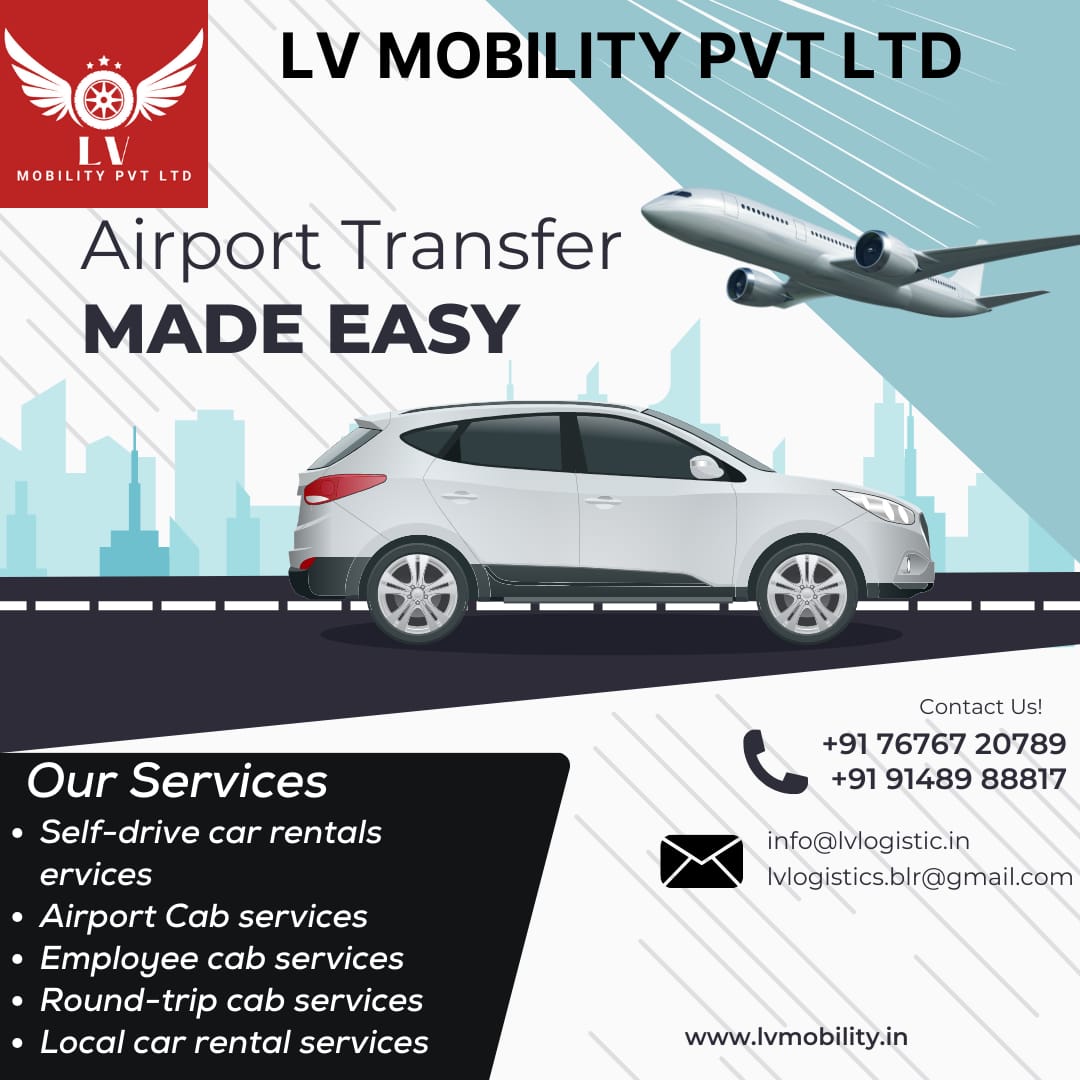 LV
MOBILITY PVT LTD
LV MOBILITY PVT LTD
Airport Transfer
MADE EASY
Contact Us!
+91 76767 20789
+91 91489 88817
info@lvlogistic.in
lvlogistics.blr@gmail.com
Our Services
• Self-drive car rentals
ervices
• Airport Cab services
• Employee cab services
• Round-trip cab services
• Local car rental services
www.lvmobility.in